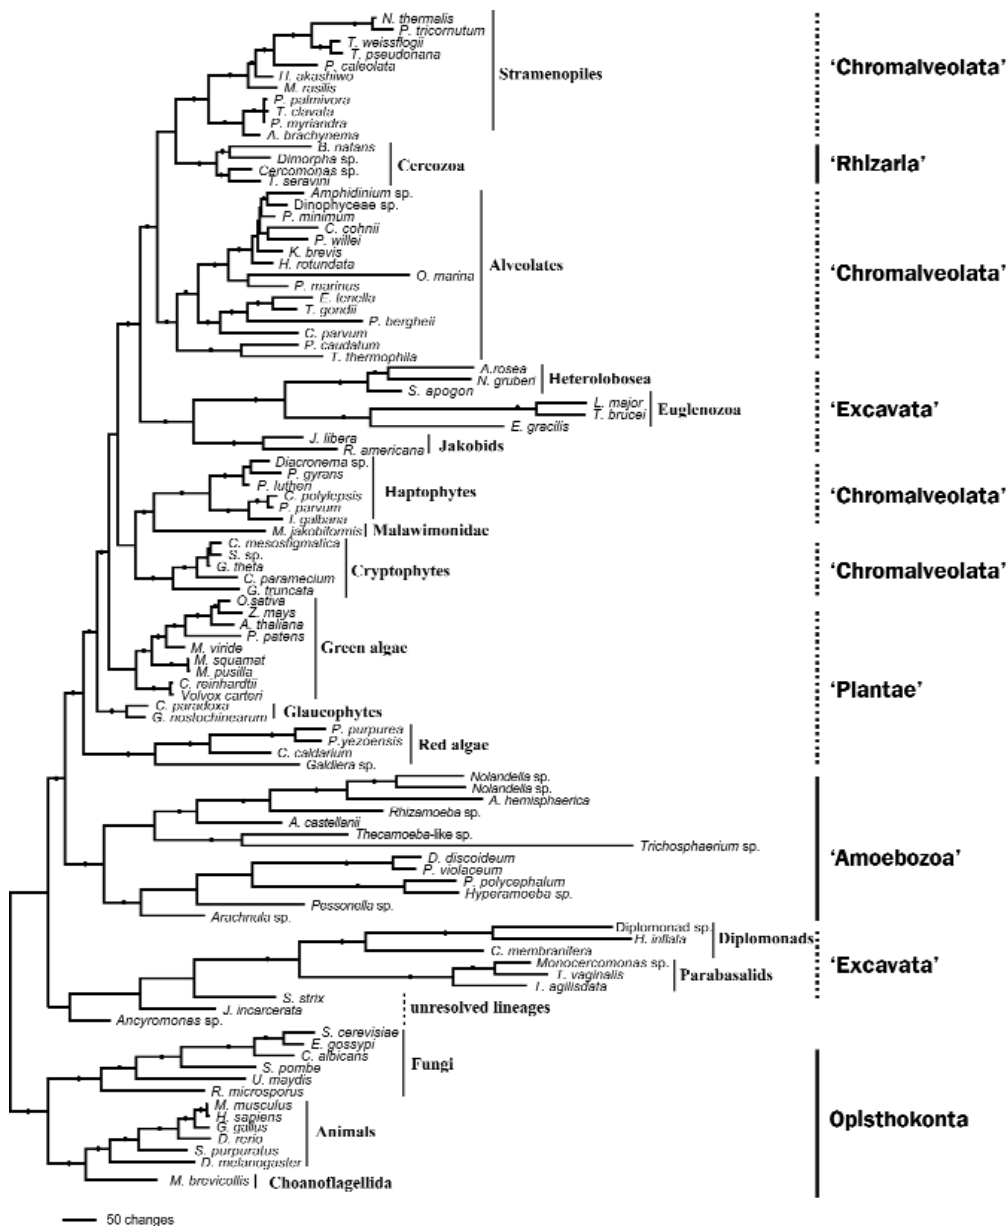 N. thermalis
P. tricornutum
T. weissflogii
T. pseudonana
P. caleolata
Stramenopiles
'Chromalveolata'
H. akashiwo
M. rasilis
P. palmivora
T. clavata
P. myriandra
A. brachynema
B. natans
Dimorpha sp.
Cercozoa
'Rhizaria'
Cercomonas sp.
T. seravini
Amphidinium sp.
Dinophyceae sp.
P. minimum
C. cohnii
P. willei
K. brevis
H. rotundata
Alveolates
'Chromalveolata'
O. marina
P. marinus
E. tenella
T. gondii
P. bergheii
C. parvum
P. caudatum
T. thermophila
A.rosea
N. gruberi
Heterolobosea
S. apogon
L. major
T. brucei
Euglenozoa
'Excavata'
E. gracilis
J. libera
R. americana
Jakobids
Diacronema sp.
P. gyrans
P. lutheri
C. polylepsis
Haptophytes
'Chromalveolata'
P. parvum
I. galbana
M. jakobiformis
Malawimonidae
C. mesostigmatica
S. sp.
G. theta
C. paramecium
Cryptophytes
'Chromalveolata'
G. truncata
O.sativa
Z. mays
A. thaliana
P. patens
Green algae
M. viride
M. squamat
M. pusilla
C. reinhardtii
Volvox carteri
'Plantae'
C. paradoxa
G. nostochinearum
Glaucophytes
P. purpurea
P.yezoensis
Red algae
C. caldarium
Galdiera sp.
Nolandella sp.
Nolandella sp.
A. hemisphaerica
Rhizamoeba sp.
A. castellanii
Thecamoeba-like sp.
Trichosphaerium sp.
'Amoebozoa'
D. discoideum
P. violaceum
P. polycephalum
Hyperamoeba sp.
Pessonella sp.
Arachnula sp.
Diplomonad sp.
H. inflata
Diplomonads
C. membranifera
Monocercomonas sp.
T. vaginalis
Parabasalids
'Excavata'
agilisdata
S. strix
J. incarcerata
unresolved lineages
Ancyromonas sp.
S. cerevisiae
E. gossypi
C. albicans
Fungi
S. pombe
U. maydis
R. microsporus
M. musculus
H. sapiens
G. gallus
Animals
Opisthokonta
D. rerio
S. purpuratus
D. melanogaster
M. brevicollis
Choanoflagellida
50 changes